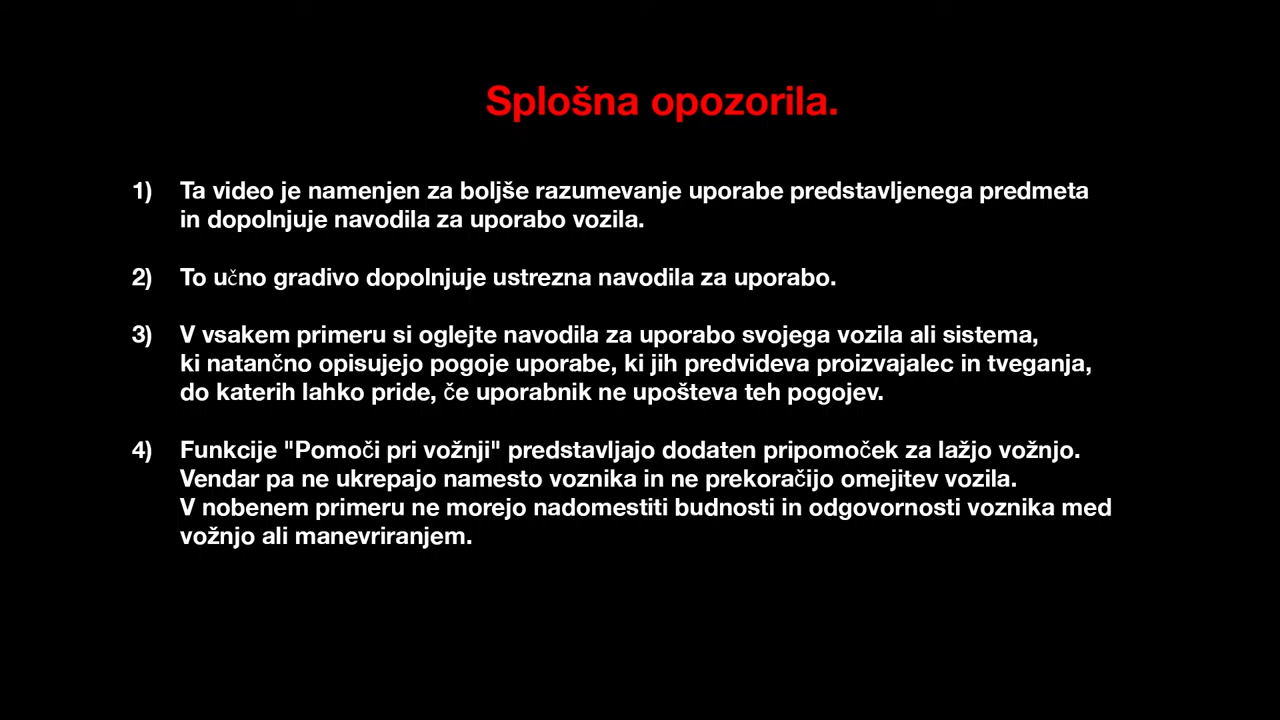 Splošna opozorila.
1) Ta video je namenjen za boljše razumevanje uporabe predstavljenega predmeta
in dopolnjuje navodila za uporabo vozila.
2) To učno gradivo dopolnjuje ustrezna navodila za uporabo.
3) V vsakem primeru si oglejte navodila za uporabo svojega vozila ali sistema,
ki natančno opisujejo pogoje uporabe, ki jih predvideva proizvajalec in tveganja,
do katerih lahko pride, če uporabnik ne upošteva teh pogojev.
4) Funkcije "Pomoči pri vožnji" predstavljajo dodaten pripomoček za lažjo vožnjo.
Vendar pa ne ukrepajo namesto voznika in ne prekoračijo omejitev vozila.
V nobenem primeru ne morejo nadomestiti budnosti in odgovornosti voznika med
vožnjo ali manevriranjem.